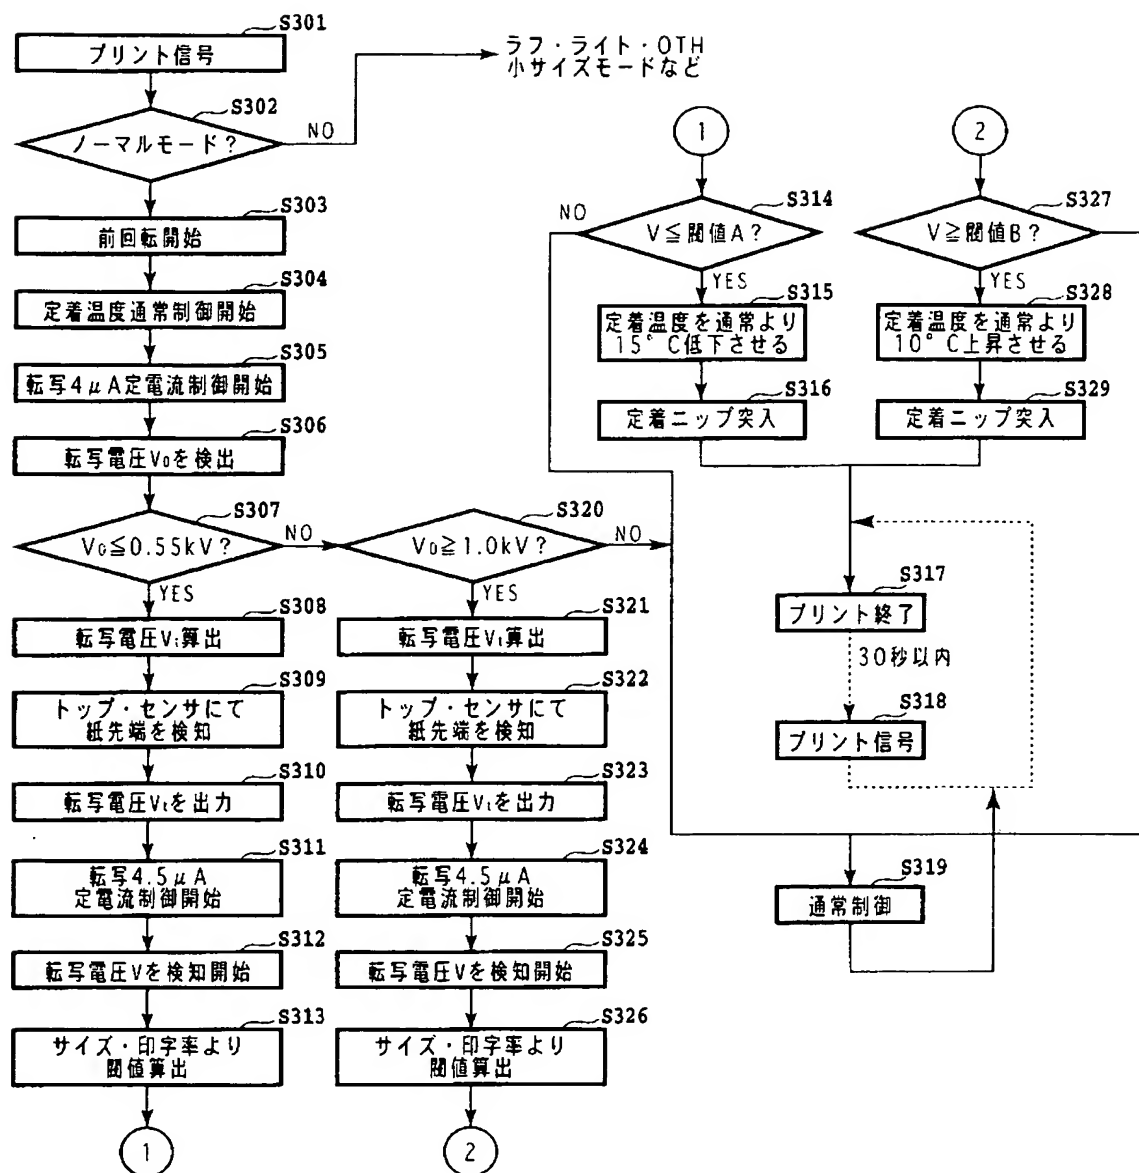 S301
プリント信号
ラフ・ライト・OTH
小サイズモードなど
S302
ノーマルモード?
NO
S303
前回転開始
S304
定着温度通常制御開始
S305
転写4μA定電流制御開始
S306
転写電圧V₀を検出
S307
V₀≦0.55kV?
NO
YES
S308
転写電圧Vₜ算出
S309
トップ・センサにて
紙先端を検知
S310
転写電圧Vₜを出力
S311
転写4.5μA
定電流制御開始
S312
転写電圧Vを検知開始
S313
サイズ・印字率より
閾値算出
1
S320
V₀≧1.0kV?
NO
YES
S321
転写電圧Vₜ算出
S322
トップ・センサにて
紙先端を検知
S323
転写電圧Vₜを出力
S324
転写4.5μA
定電流制御開始
S325
転写電圧Vを検知開始
S326
サイズ・印字率より
閾値算出
2
1
S314
NO
V≦閾値A?
YES
S315
定着温度を通常より
15°C低下させる
S316
定着ニップ突入
2
S327
V≧閾値B?
YES
S328
定着温度を通常より
10°C上昇させる
S329
定着ニップ突入
S317
プリント終了
30秒以内
S318
プリント信号
S319
通常制御